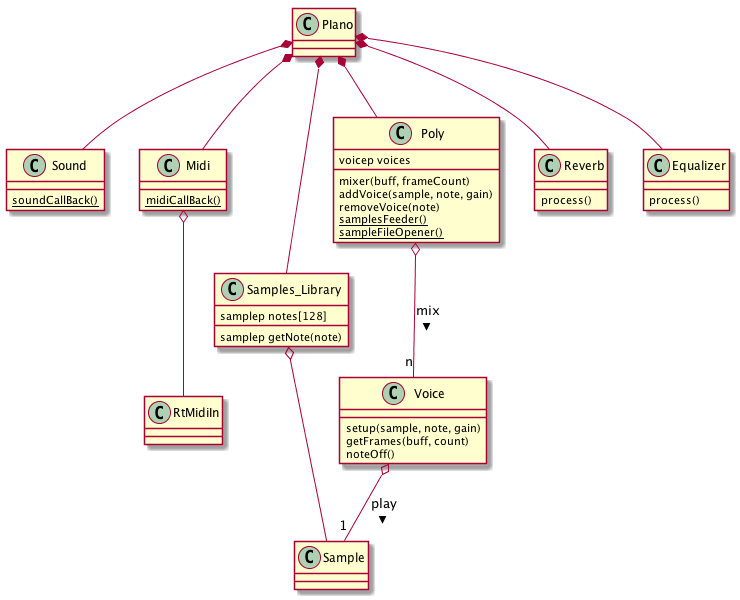 C Piano
C Sound
soundCallBack()
C Midi
midiCallBack()
C Poly
voicep voices
mixer(buff, frameCount)
addVoice(sample, note, gain)
removeVoice(note)
samplesFeeder()
sampleFileOpener()
C Reverb
process()
C Equalizer
process()
C Samples_Library
samplep notes[128]
samplep getNote(note)
mix
n
C RtMidiIn
C Voice
setup(sample, note, gain)
getFrames(buff, count)
noteOff()
play
1
C Sample